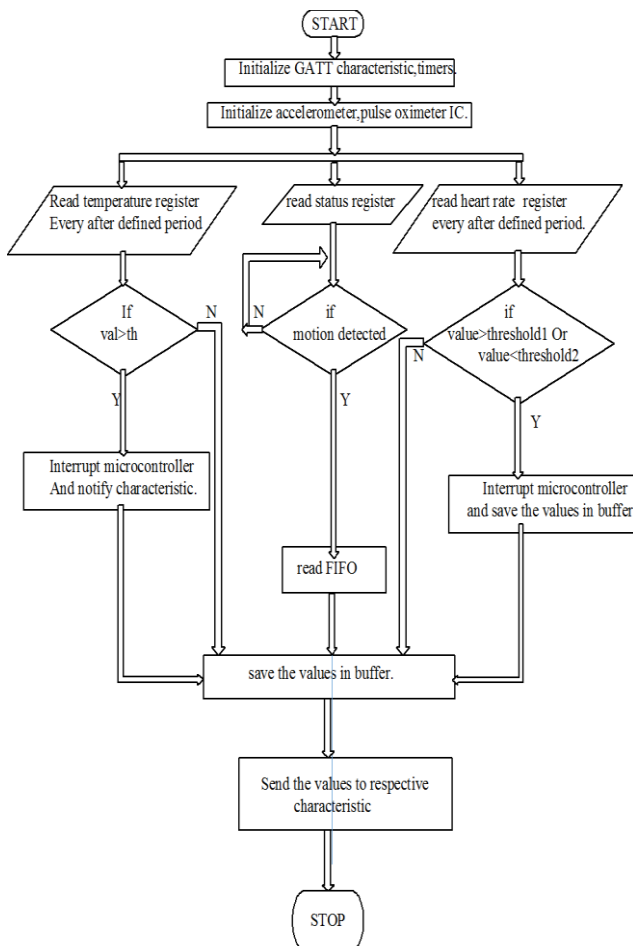 START
Initialize GATT characteristic,timers.
Initialize accelerometer,pulse oximeter IC.
Read temperature register
Every after defined period
read status register
read heart rate register
every after defined period.
If
val>th
N
Y
N
if
motion detected
Y
if
value>threshold1 Or
value<threshold2
N
Y
Interrupt microcontroller
And notify characteristic.
Interrupt microcontroller
and save the values in buffer
read FIFO
save the values in buffer.
Send the values to respective
characteristic
STOP